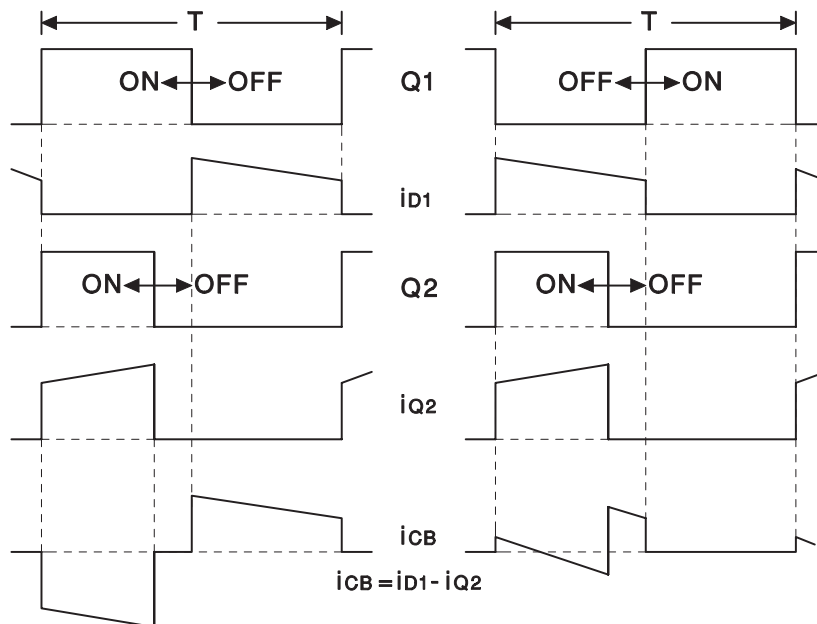 T T
ON OFF Q1 OFF ON
iD1
ON OFF Q2 ON OFF
iQ2
iCB
iCB = iD1 - iQ2